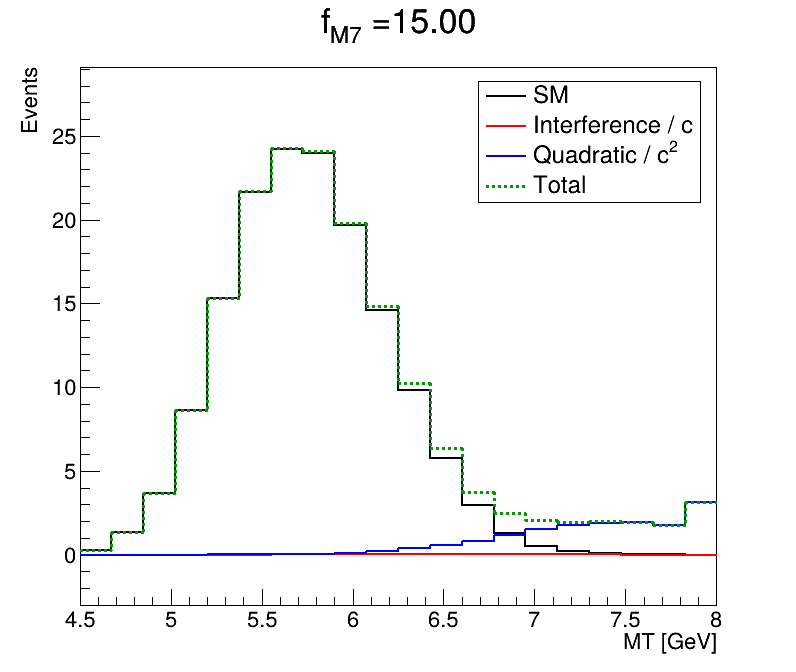 f_M7 =15.00
Events
SM
Interference / c
Quadratic / c²
Total
25
20
15
10
5
0
4.5 5 5.5 6 6.5 7 7.5 8
MT [GeV]